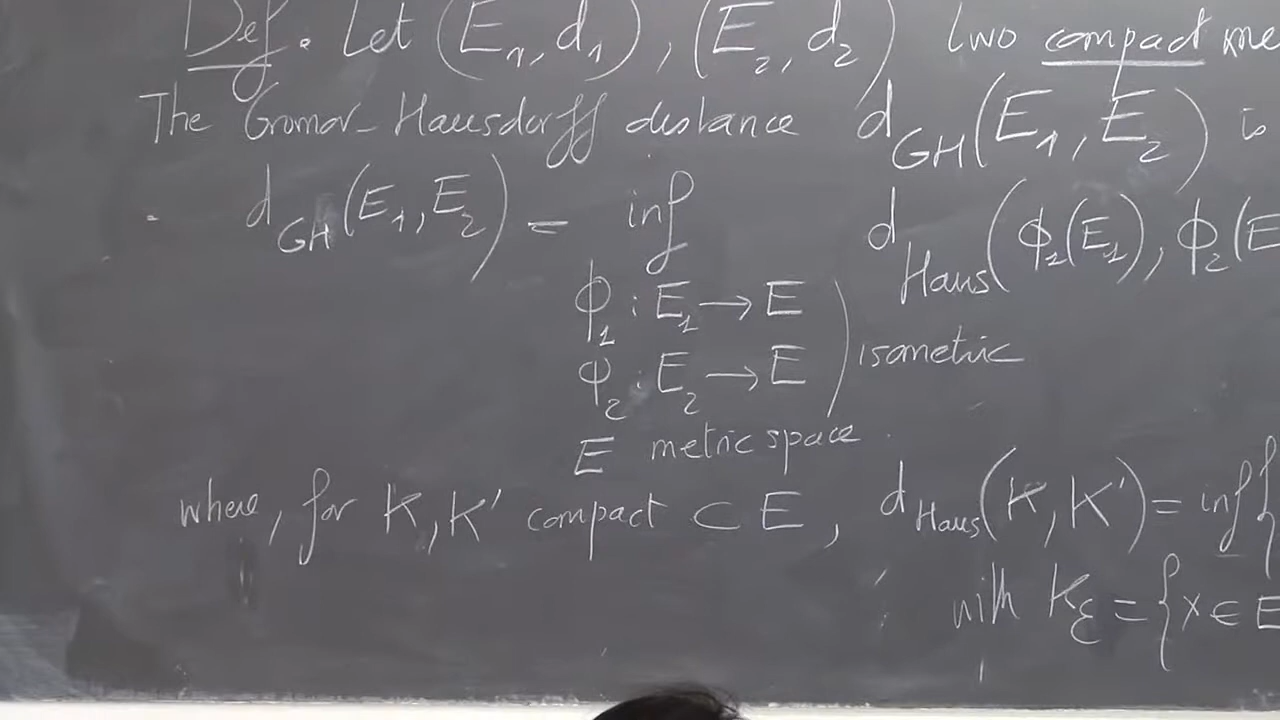 Def. Let (E₁, d₁), (E₂, d₂) two compact me
The Gromov-Hausdorff distance d_GH(E₁, E₂) is
. d_GH(E₁, E₂) = inf d_Haus(ϕ₁(E₁), ϕ₂(E
ϕ₁ : E₁ → E
ϕ₂ : E₂ → E ) isometric
E metric space.
where, for K, K' compact ⊂ E, d_Haus(K, K') = inf{
with K_ε = {x ∈ E